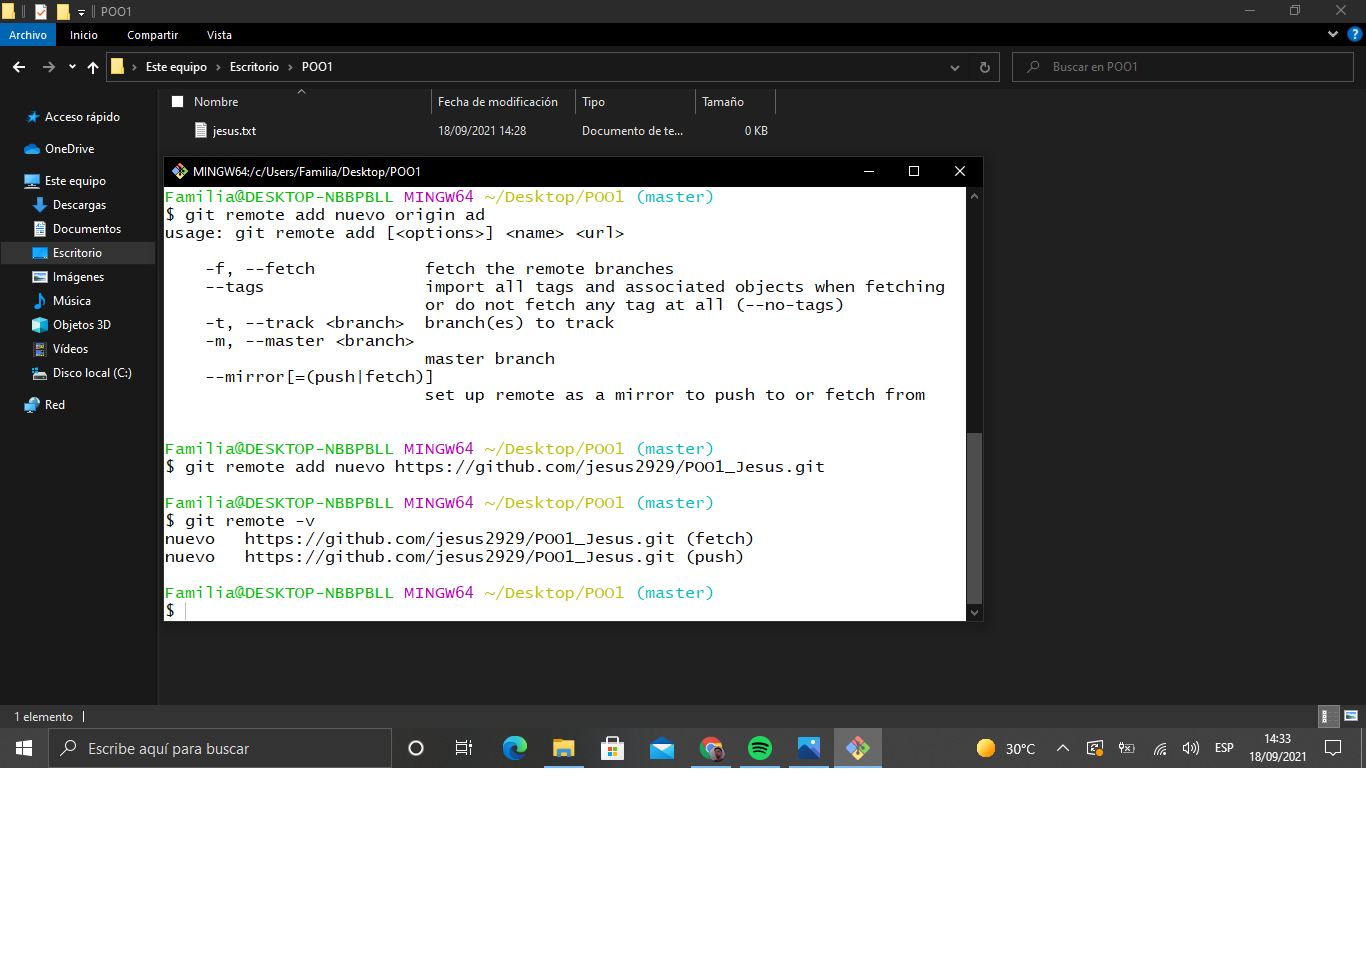 POO1
Archivo Inicio Compartir Vista
Este equipo Escritorio POO1 Buscar en POO1
Nombre Fecha de modificación Tipo Tamaño
jesus.txt 18/09/2021 14:28 Documento de te... 0 KB
Acceso rápido
OneDrive
Este equipo
Descargas
Documentos
Escritorio
Imágenes
Música
Objetos 3D
Vídeos
Disco local (C:)
Red
MINGW64:/c/Users/Familia/Desktop/POO1
Familia@DESKTOP-NBBPBLL MINGW64 ~/Desktop/POO1 (master)
$ git remote add nuevo origin ad
usage: git remote add [<options>] <name> <url>
-f, --fetch fetch the remote branches
--tags import all tags and associated objects when fetching
or do not fetch any tag at all (--no-tags)
-t, --track <branch> branch(es) to track
-m, --master <branch>
master branch
--mirror[=(push|fetch)]
set up remote as a mirror to push to or fetch from
Familia@DESKTOP-NBBPBLL MINGW64 ~/Desktop/POO1 (master)
$ git remote add nuevo https://github.com/jesus2929/POO1_Jesus.git
Familia@DESKTOP-NBBPBLL MINGW64 ~/Desktop/POO1 (master)
$ git remote -v
nuevo https://github.com/jesus2929/POO1_Jesus.git (fetch)
nuevo https://github.com/jesus2929/POO1_Jesus.git (push)
Familia@DESKTOP-NBBPBLL MINGW64 ~/Desktop/POO1 (master)
$
1 elemento
Escribe aquí para buscar
30°C
ESP
14:33
18/09/2021